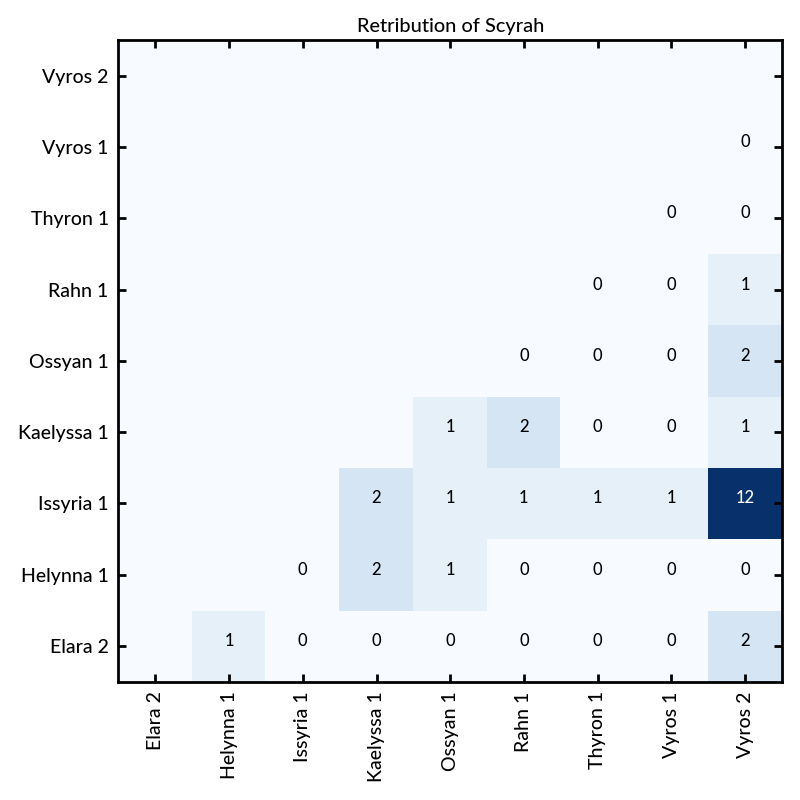 Retribution of Scyrah
Vyros 2
Vyros 1 0
Thyron 1 0 0
Rahn 1 0 0 1
Ossyan 1 0 0 0 2
Kaelyssa 1 1 2 0 0 1
Issyria 1 2 1 1 1 1 12
Helynna 1 0 2 1 0 0 0 0
Elara 2 1 0 0 0 0 0 0 2
Elara 2
Helynna 1
Issyria 1
Kaelyssa 1
Ossyan 1
Rahn 1
Thyron 1
Vyros 1
Vyros 2